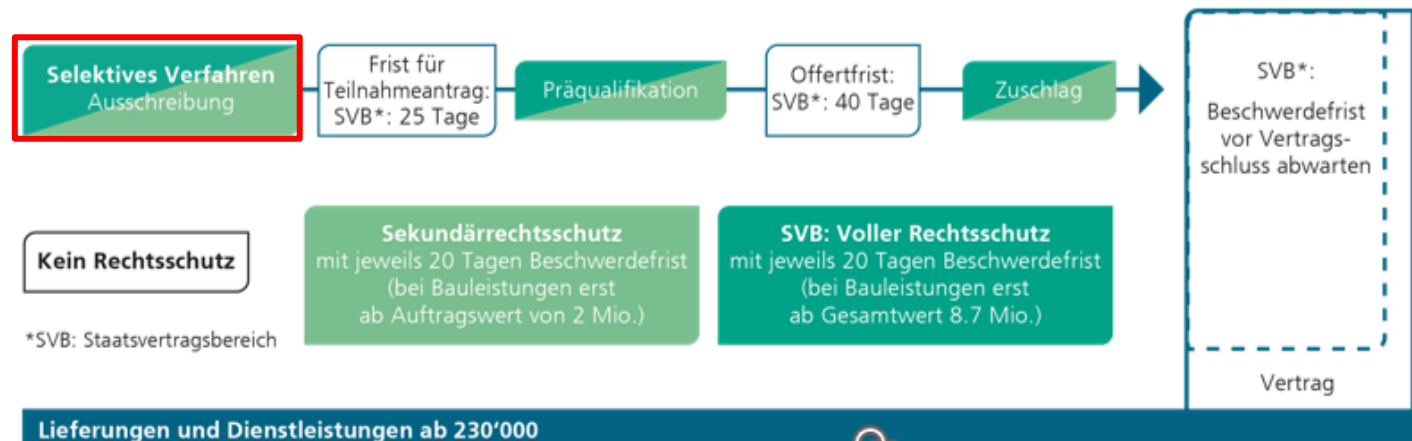 Selektives Verfahren
Ausschreibung
Frist für
Teilnahmeantrag:
SVB*: 25 Tage
Präqualifikation
Offertfrist:
SVB*: 40 Tage
Zuschlag
SVB*:
Beschwerdefrist
vor Vertrags-
schluss abwarten
Kein Rechtsschutz
Sekundärrechtsschutz
mit jeweils 20 Tagen Beschwerdefrist
(bei Bauleistungen erst
ab Auftragswert von 2 Mio.)
SVB: Voller Rechtsschutz
mit jeweils 20 Tagen Beschwerdefrist
(bei Bauleistungen erst
ab Gesamtwert 8.7 Mio.)
*SVB: Staatsvertragsbereich
Vertrag
Lieferungen und Dienstleistungen ab 230’000